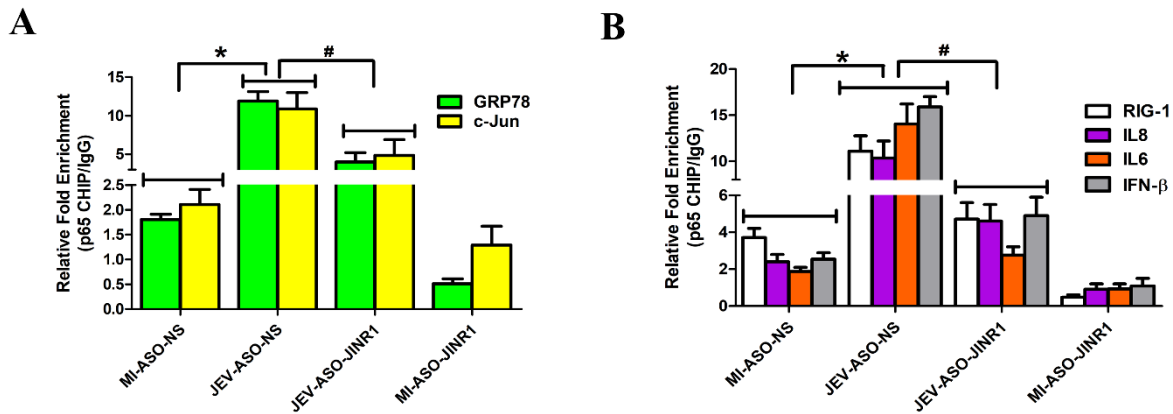 A
Relative Fold Enrichment
(p65 CHIP/IgG)
15
10
5
2.5
2.0
1.5
1.0
0.5
0.0
*
#
GRP78
c-Jun
MI-ASO-NS
JEV-ASO-NS
JEV-ASO-JINR1
MI-ASO-JINR1
B
Relative Fold Enrichment
(p65 CHIP/IgG)
20
15
10
6
4
2
0
*
#
RIG-1
IL8
IL6
IFN-β
MI-ASO-NS
JEV-ASO-NS
JEV-ASO-JINR1
MI-ASO-JINR1